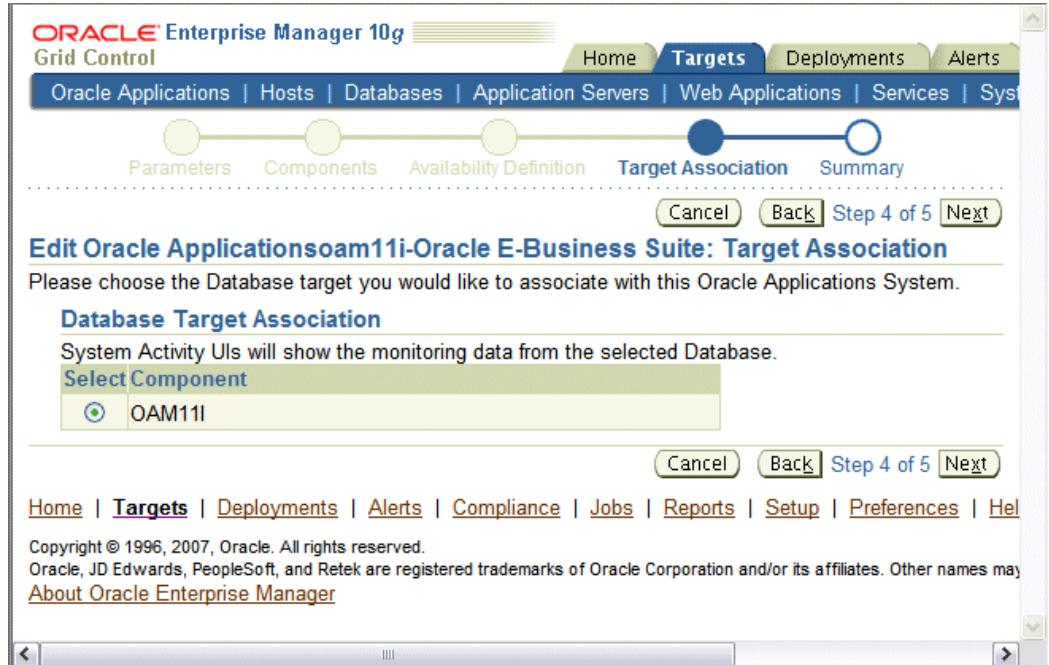 ORACLE Enterprise Manager 10g
Grid Control
Home Targets Deployments Alerts
Oracle Applications | Hosts | Databases | Application Servers | Web Applications | Services | Syst
Parameters Components Availability Definition Target Association Summary
Cancel Back Step 4 of 5 Next
Edit Oracle Applicationsoam11i-Oracle E-Business Suite: Target Association
Please choose the Database target you would like to associate with this Oracle Applications System.
Database Target Association
System Activity UIs will show the monitoring data from the selected Database.
Select Component
OAM11I
Cancel Back Step 4 of 5 Next
Home | Targets | Deployments | Alerts | Compliance | Jobs | Reports | Setup | Preferences | Hel
Copyright © 1996, 2007, Oracle. All rights reserved.
Oracle, JD Edwards, PeopleSoft, and Retek are registered trademarks of Oracle Corporation and/or its affiliates. Other names may
About Oracle Enterprise Manager